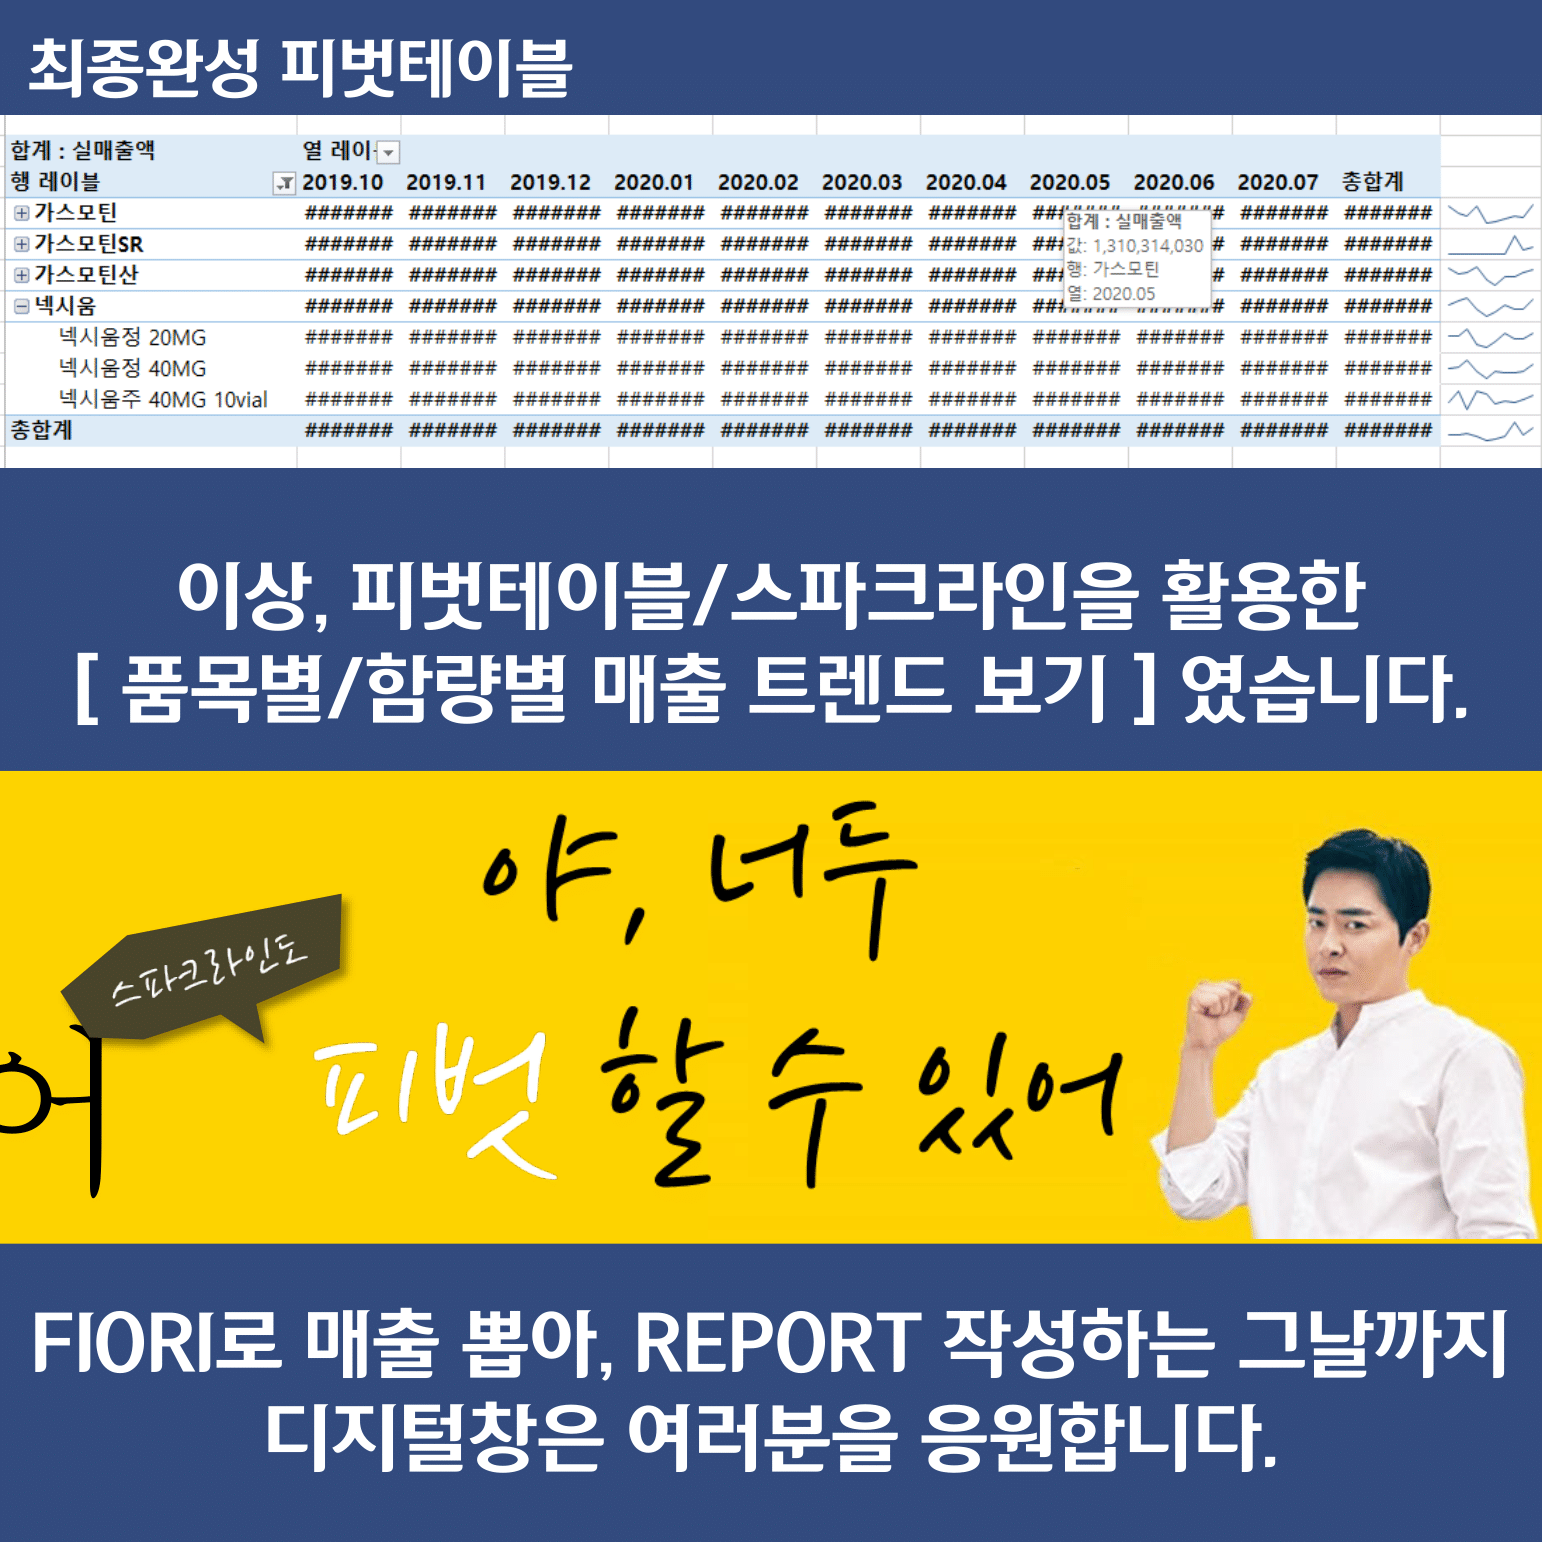 최종완성 피벗테이블
합계 : 실매출액 열 레이
행 레이블 2019.10 2019.11 2019.12 2020.01 2020.02 2020.03 2020.04 2020.05 2020.06 2020.07 총합계
가스모틴 ####### ####### ####### ####### ####### ####### ####### ### # ####### #######
가스모틴SR ####### ####### ####### ####### ####### ####### ####### ### # ####### #######
가스모틴산 ####### ####### ####### ####### ####### ####### ####### ### # ####### #######
넥시움 ####### ####### ####### ####### ####### ####### ####### ####### ####### ####### #######
합계 : 실매출액
값: 1,310,314,030
행: 가스모틴
열: 2020.05
넥시움정 20MG ####### ####### ####### ####### ####### ####### ####### ####### ####### ####### #######
넥시움정 40MG ####### ####### ####### ####### ####### ####### ####### ####### ####### ####### #######
넥시움주 40MG 10vial ####### ####### ####### ####### ####### ####### ####### ####### ####### ####### #######
총합계 ####### ####### ####### ####### ####### ####### ####### ####### ####### ####### #######
이상, 피벗테이블/스파크라인을 활용한
[ 품목별/함량별 매출 트렌드 보기 ] 였습니다.
야, 너두
스파크라인도
어 피벗 할 수 있어
FIORI로 매출 뽑아, REPORT 작성하는 그날까지
디지털창은 여러분을 응원합니다.